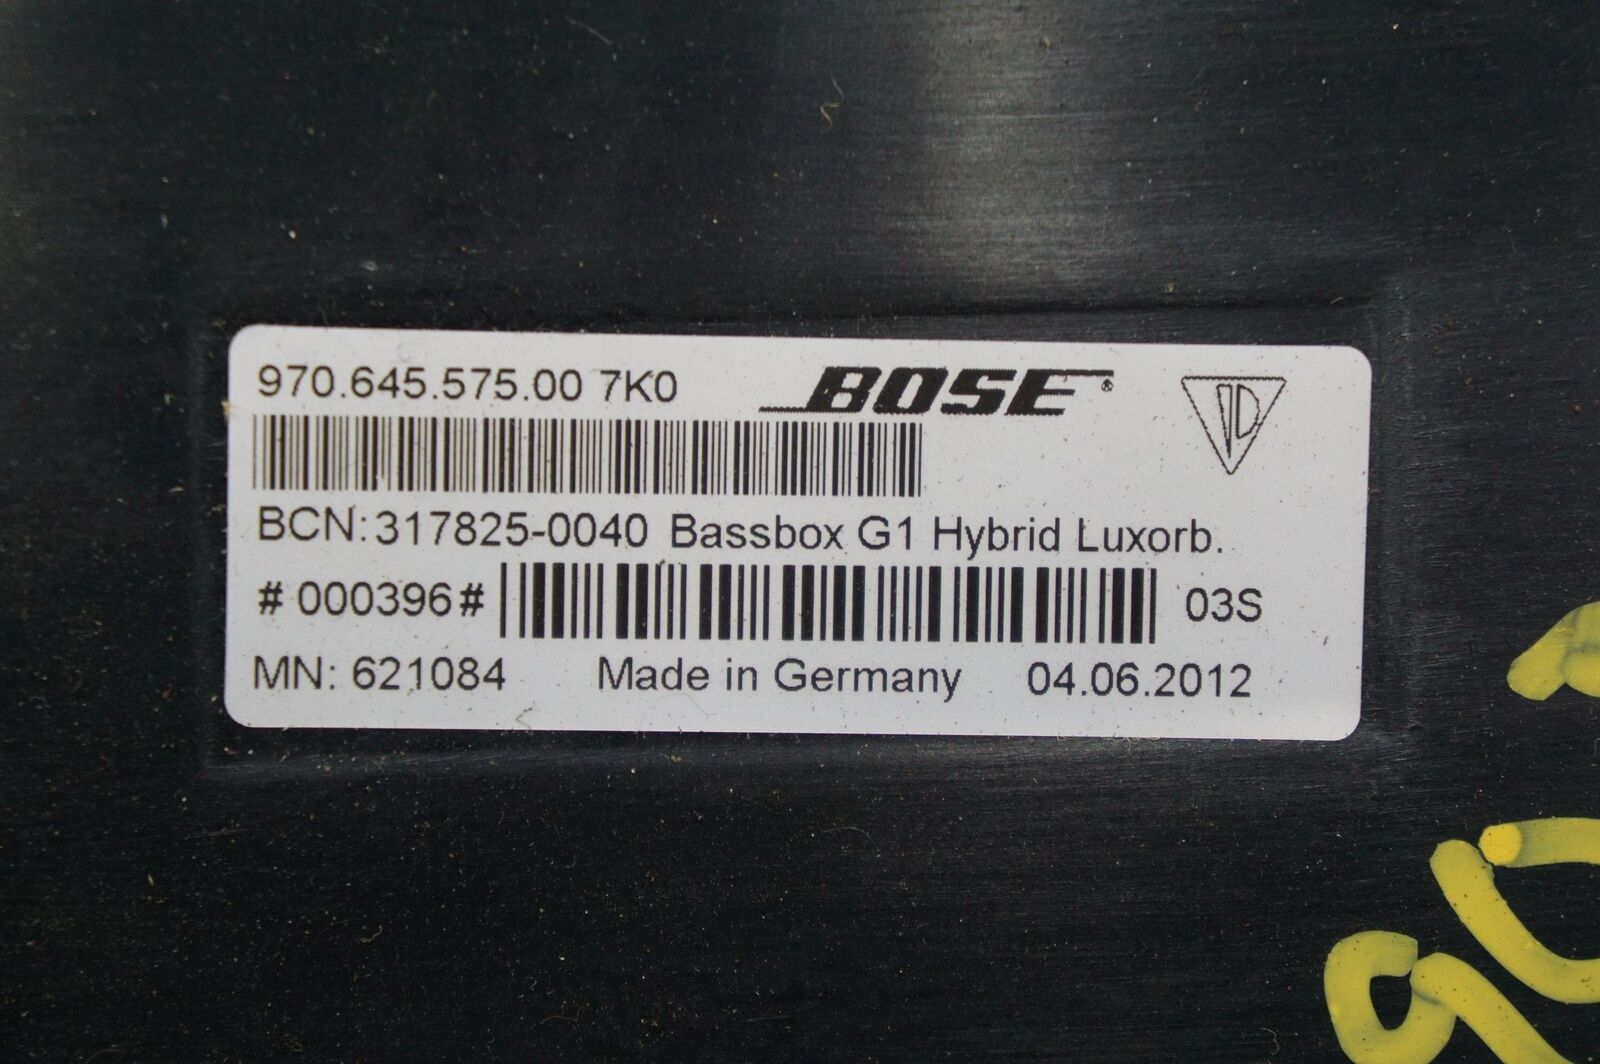 970.645.575.00 7K0 BOSE®
BCN:317825-0040 Bassbox G1 Hybrid Luxorb.
#000396# 03S
MN: 621084 Made in Germany 04.06.2012